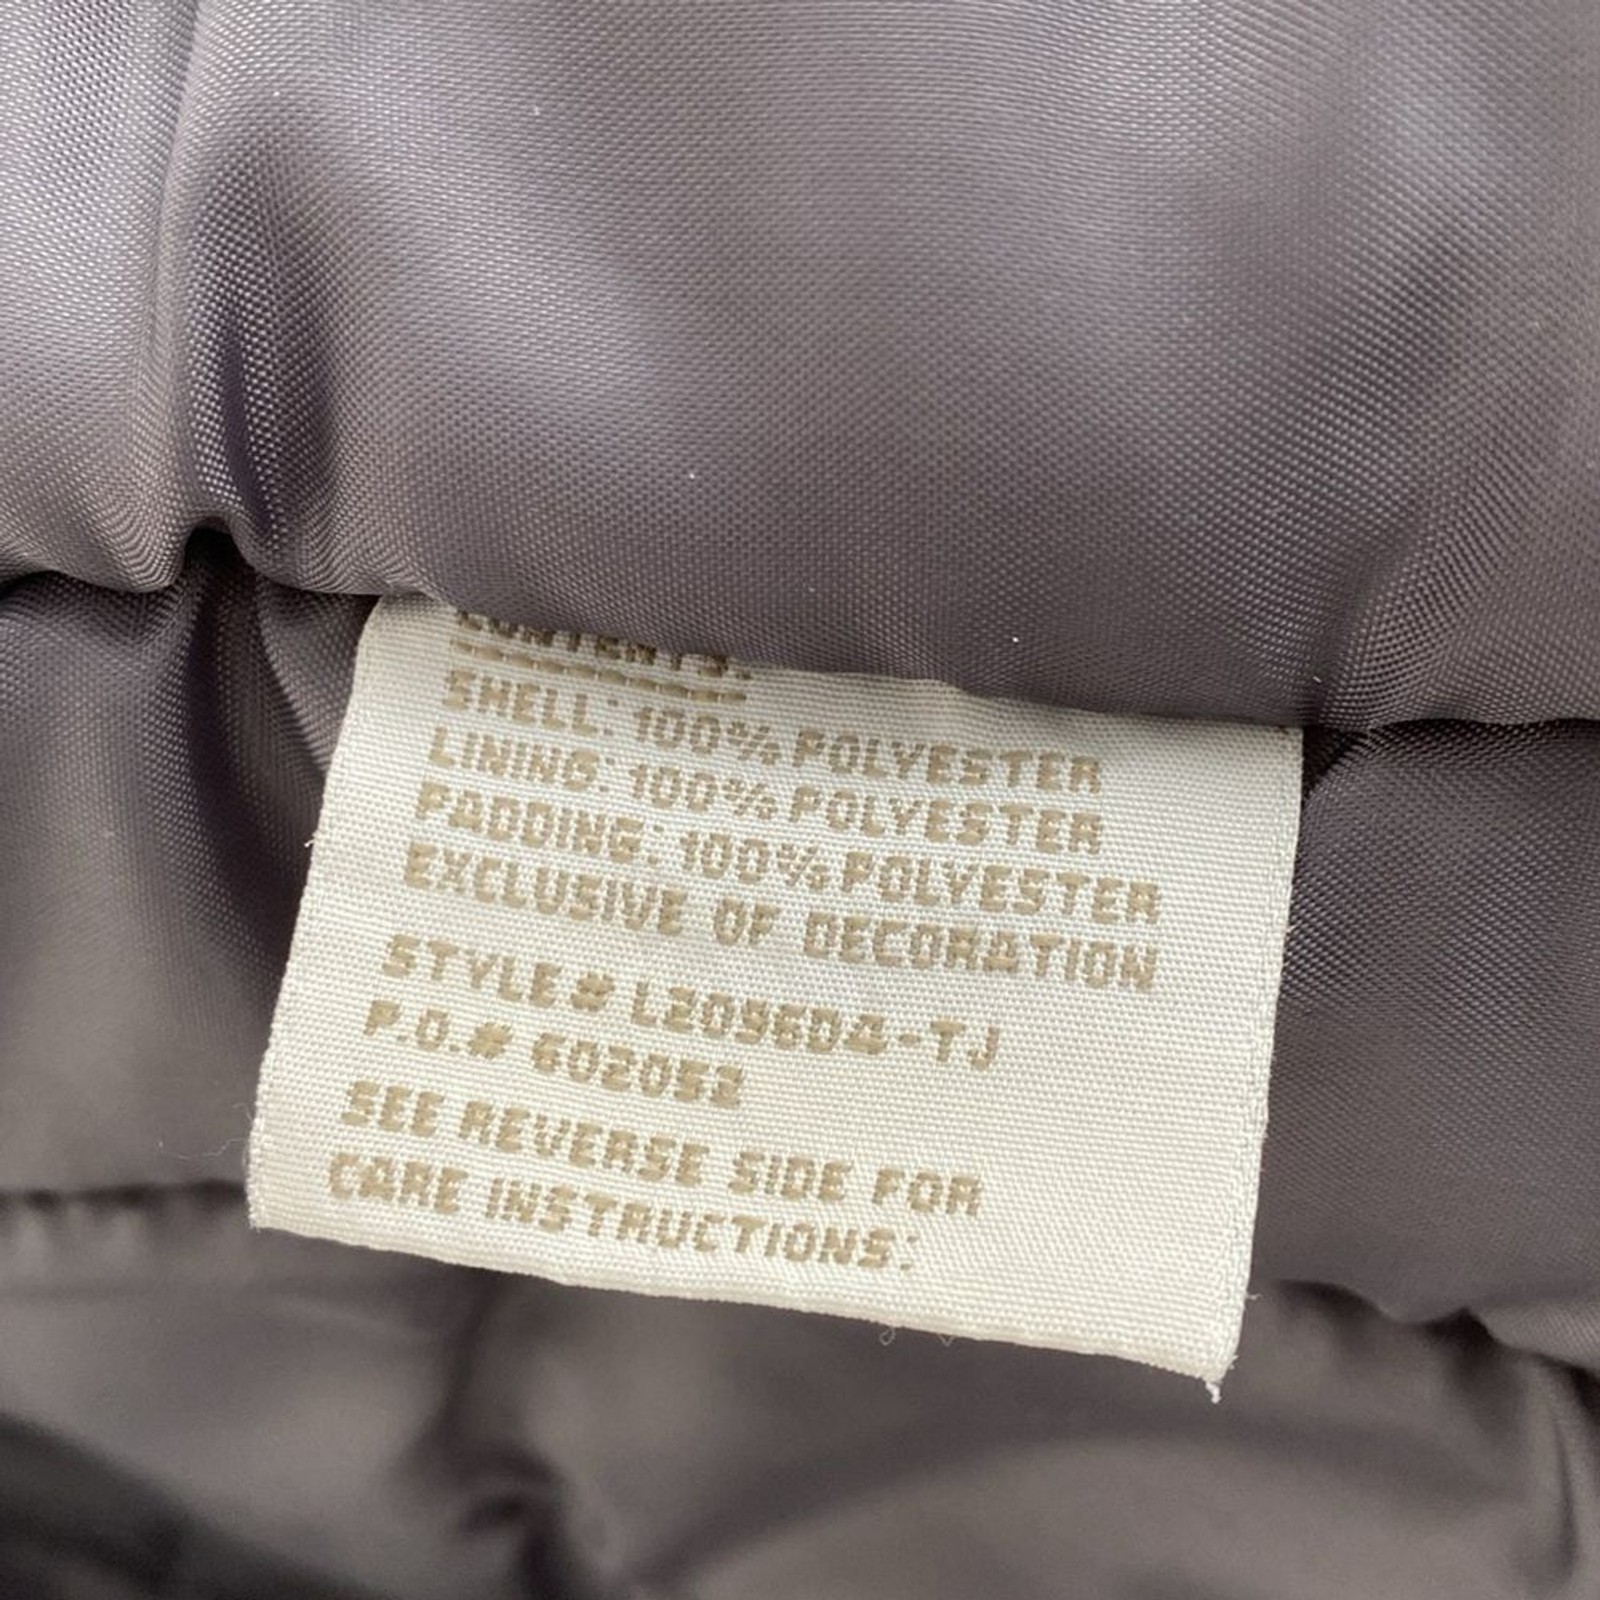 CONTENTS:
SHELL: 100% POLYESTER
LINING: 100% POLYESTER
PADDING: 100% POLYESTER
EXCLUSIVE OF DECORATION
STYLE# L209604-TJ
P.O.# 602052
SEE REVERSE SIDE FOR
CARE INSTRUCTIONS: